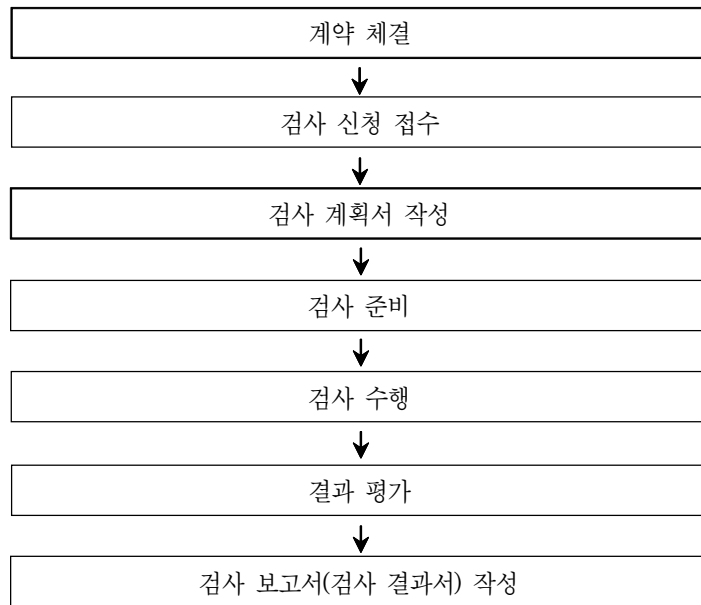 계약 체결
검사 신청 접수
검사 계획서 작성
검사 준비
검사 수행
결과 평가
검사 보고서(검사 결과서) 작성